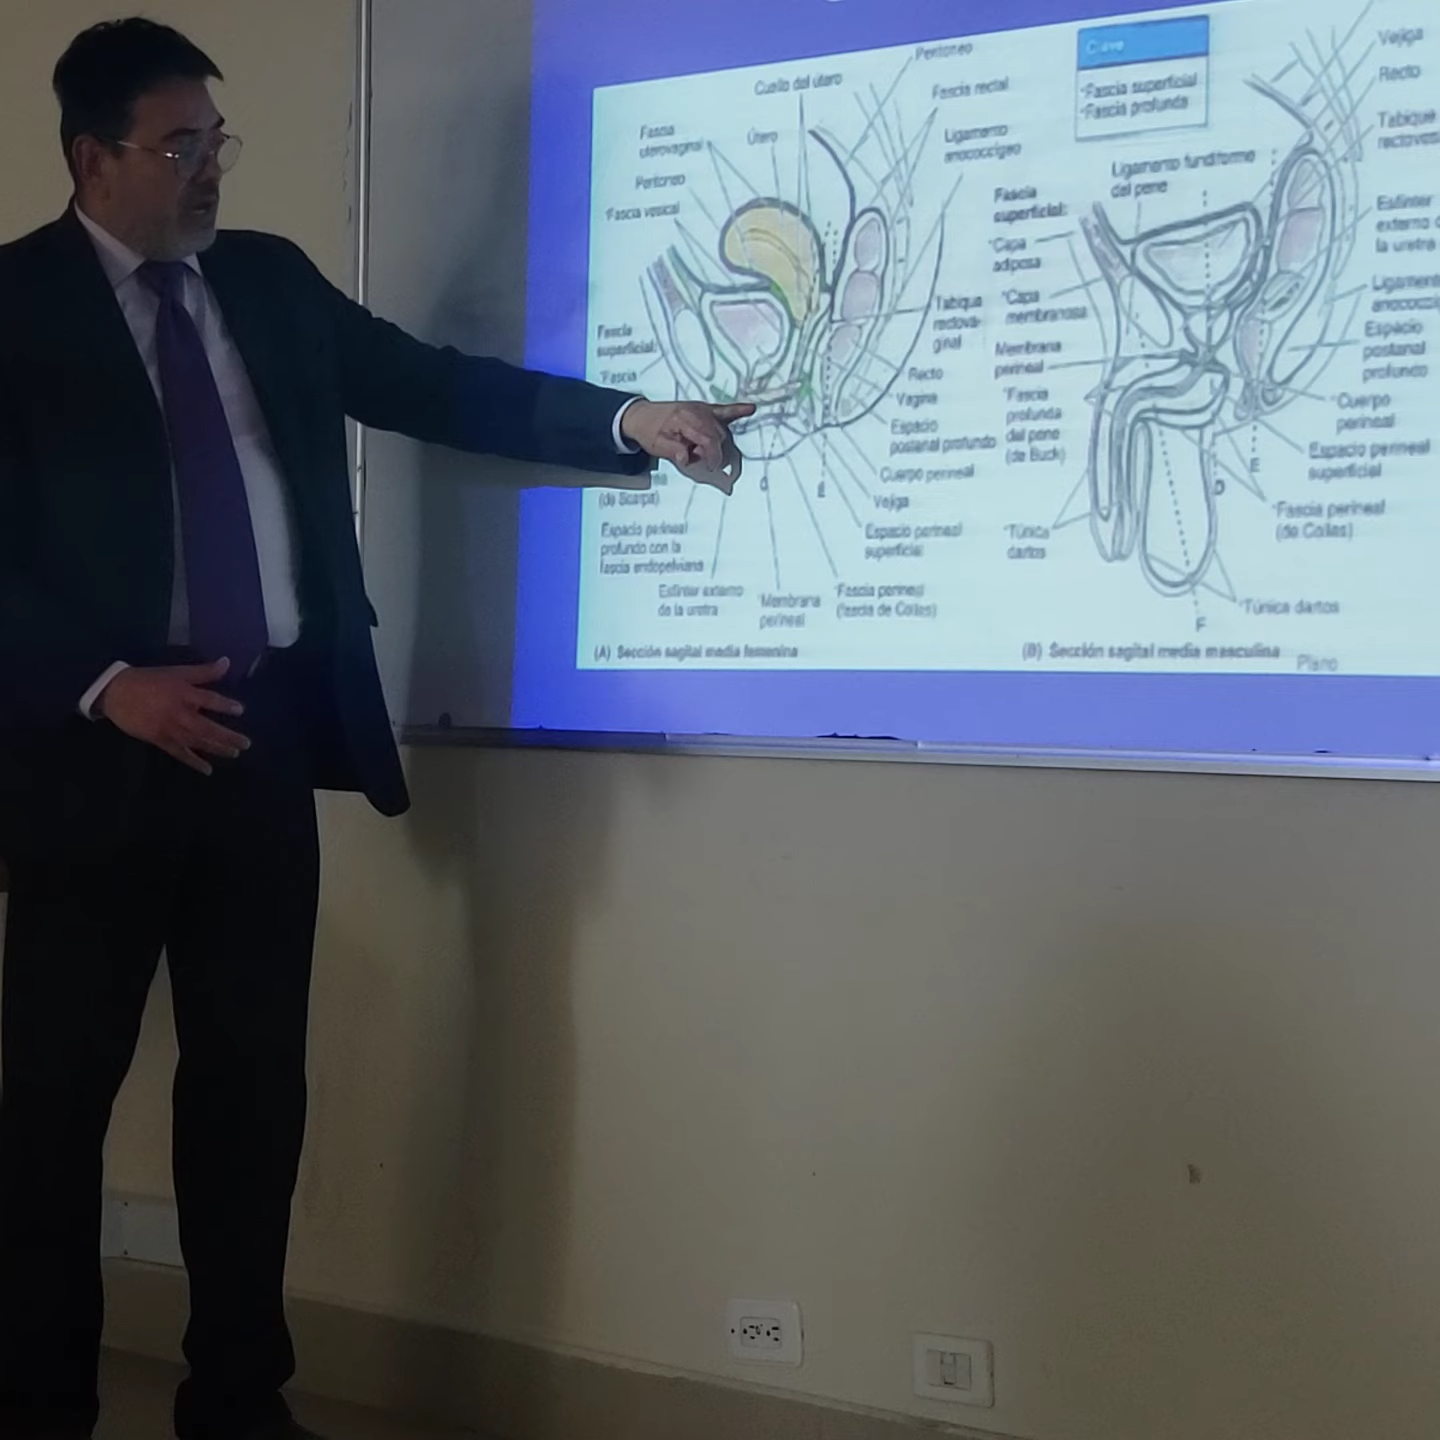 Peritoneo
Cuello del útero
Fascia rectal
Fascia
uterovaginal
Útero
Ligamento
anococcígeo
Peritoneo
*Fascia vesical
Fascia
superficial:
*Fascia
Tabique
rectova-
ginal
Recto
Vagina
Espacio
postanal profundo
Cuerpo perineal
Vejiga
Espacio perineal
superficial
(de Scarpa)
Espacio perineal
profundo con la
fascia endopelviana
Esfínter externo
de la uretra
*Membrana
perineal
*Fascia perineal
(fascia de Colles)
(A) Sección sagital media femenina
Clave
*Fascia superficial
*Fascia profunda
Ligamento fundiforme
del pene
Fascia
superficial:
*Capa
adiposa
*Capa
membranosa
Membrana
perineal
*Fascia
profunda
del pene
(de Buck)
*Túnica
dartos
Vejiga
Recto
Tabique
Esfínter
externo
la uretra
Espacio
postanal
profundo
*Cuerpo
perineal
Espacio perineal
superficial
*Fascia perineal
(de Colles)
*Túnica dartos
E
D
F
(B) Sección sagital media masculina
Plano